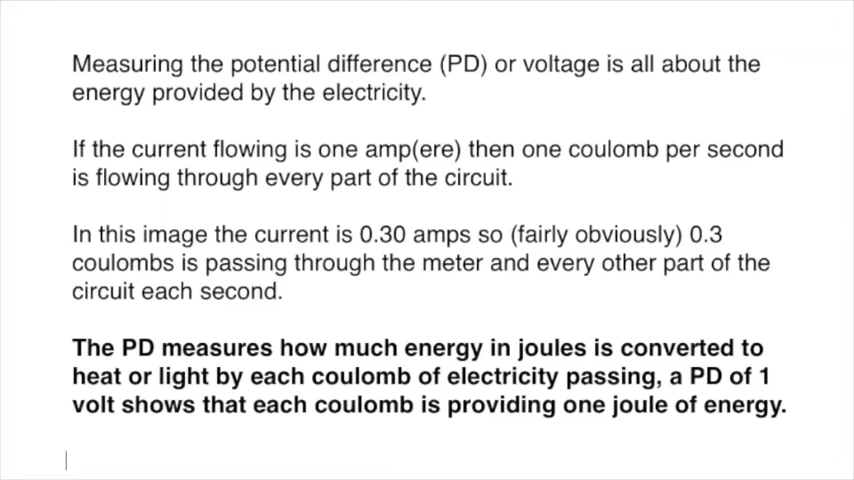 Measuring the potential difference (PD) or voltage is all about the
energy provided by the electricity.
If the current flowing is one amp(ere) then one coulomb per second
is flowing through every part of the circuit.
In this image the current is 0.30 amps so (fairly obviously) 0.3
coulombs is passing through the meter and every other part of the
circuit each second.
The PD measures how much energy in joules is converted to
heat or light by each coulomb of electricity passing, a PD of 1
volt shows that each coulomb is providing one joule of energy.